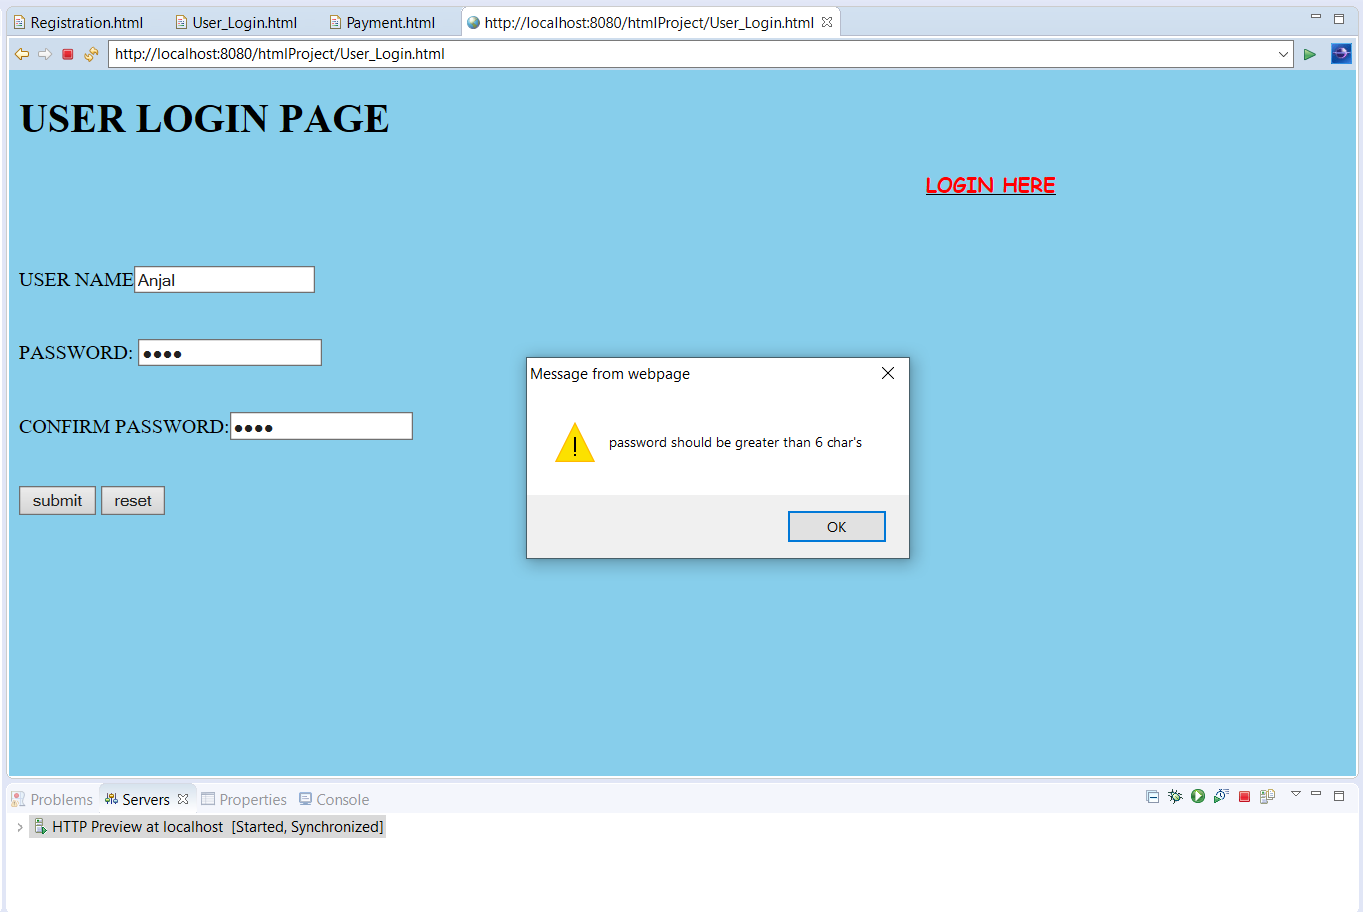 Registration.html User_Login.html Payment.html http://localhost:8080/htmlProject/User_Login.html
http://localhost:8080/htmlProject/User_Login.html
USER LOGIN PAGE
LOGIN HERE
USER NAME Anjal
PASSWORD: ●●●●
Message from webpage
password should be greater than 6 char's
OK
CONFIRM PASSWORD: ●●●●
submit reset
Problems Servers Properties Console
HTTP Preview at localhost [Started, Synchronized]